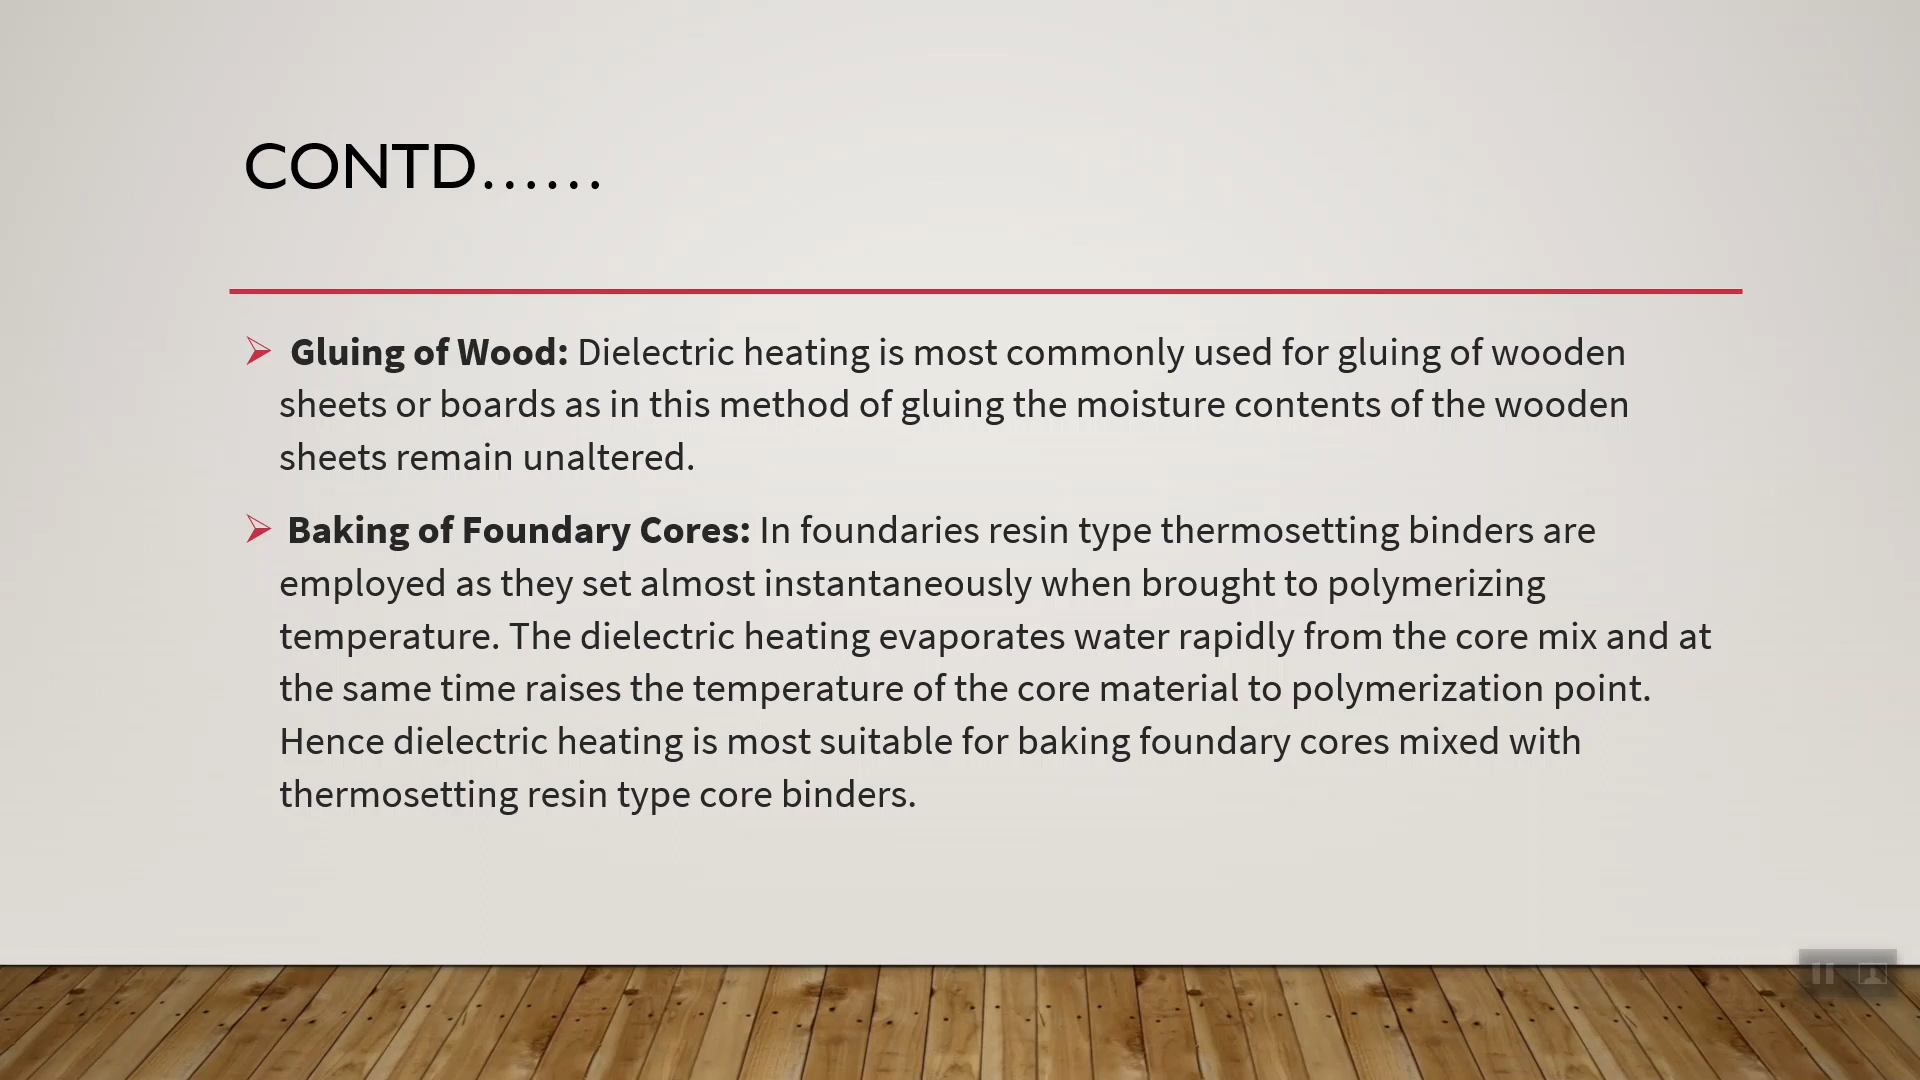 CONTD......
Gluing of Wood: Dielectric heating is most commonly used for gluing of wooden
sheets or boards as in this method of gluing the moisture contents of the wooden
sheets remain unaltered.
Baking of Foundary Cores: In foundaries resin type thermosetting binders are
employed as they set almost instantaneously when brought to polymerizing
temperature. The dielectric heating evaporates water rapidly from the core mix and at
the same time raises the temperature of the core material to polymerization point.
Hence dielectric heating is most suitable for baking foundary cores mixed with
thermosetting resin type core binders.